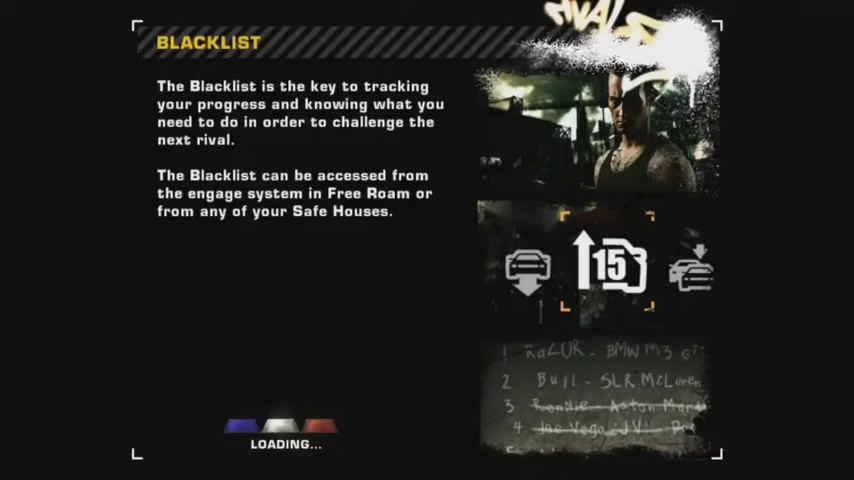 BLACKLIST
The Blacklist is the key to tracking
your progress and knowing what you
need to do in order to challenge the
next rival.
The Blacklist can be accessed from
the engage system in Free Roam or
from any of your Safe Houses.
15
1 RaZOR - BMW M3 GT
2 Bull - SLR McLaren
3 Ronnie - Aston Mar
4 Joe Vega : JV
LOADING...